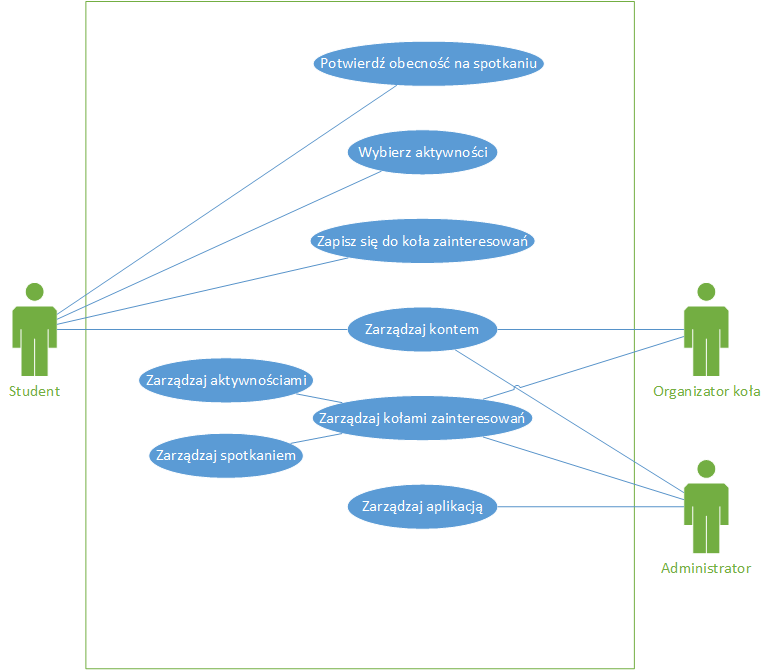 Potwierdź obecność na spotkaniu
Wybierz aktywności
Zapisz się do koła zainteresowań
Zarządzaj kontem
Zarządzaj aktywnościami
Student
Organizator koła
Zarządzaj kołami zainteresowań
Zarządzaj spotkaniem
Zarządzaj aplikacją
Administrator